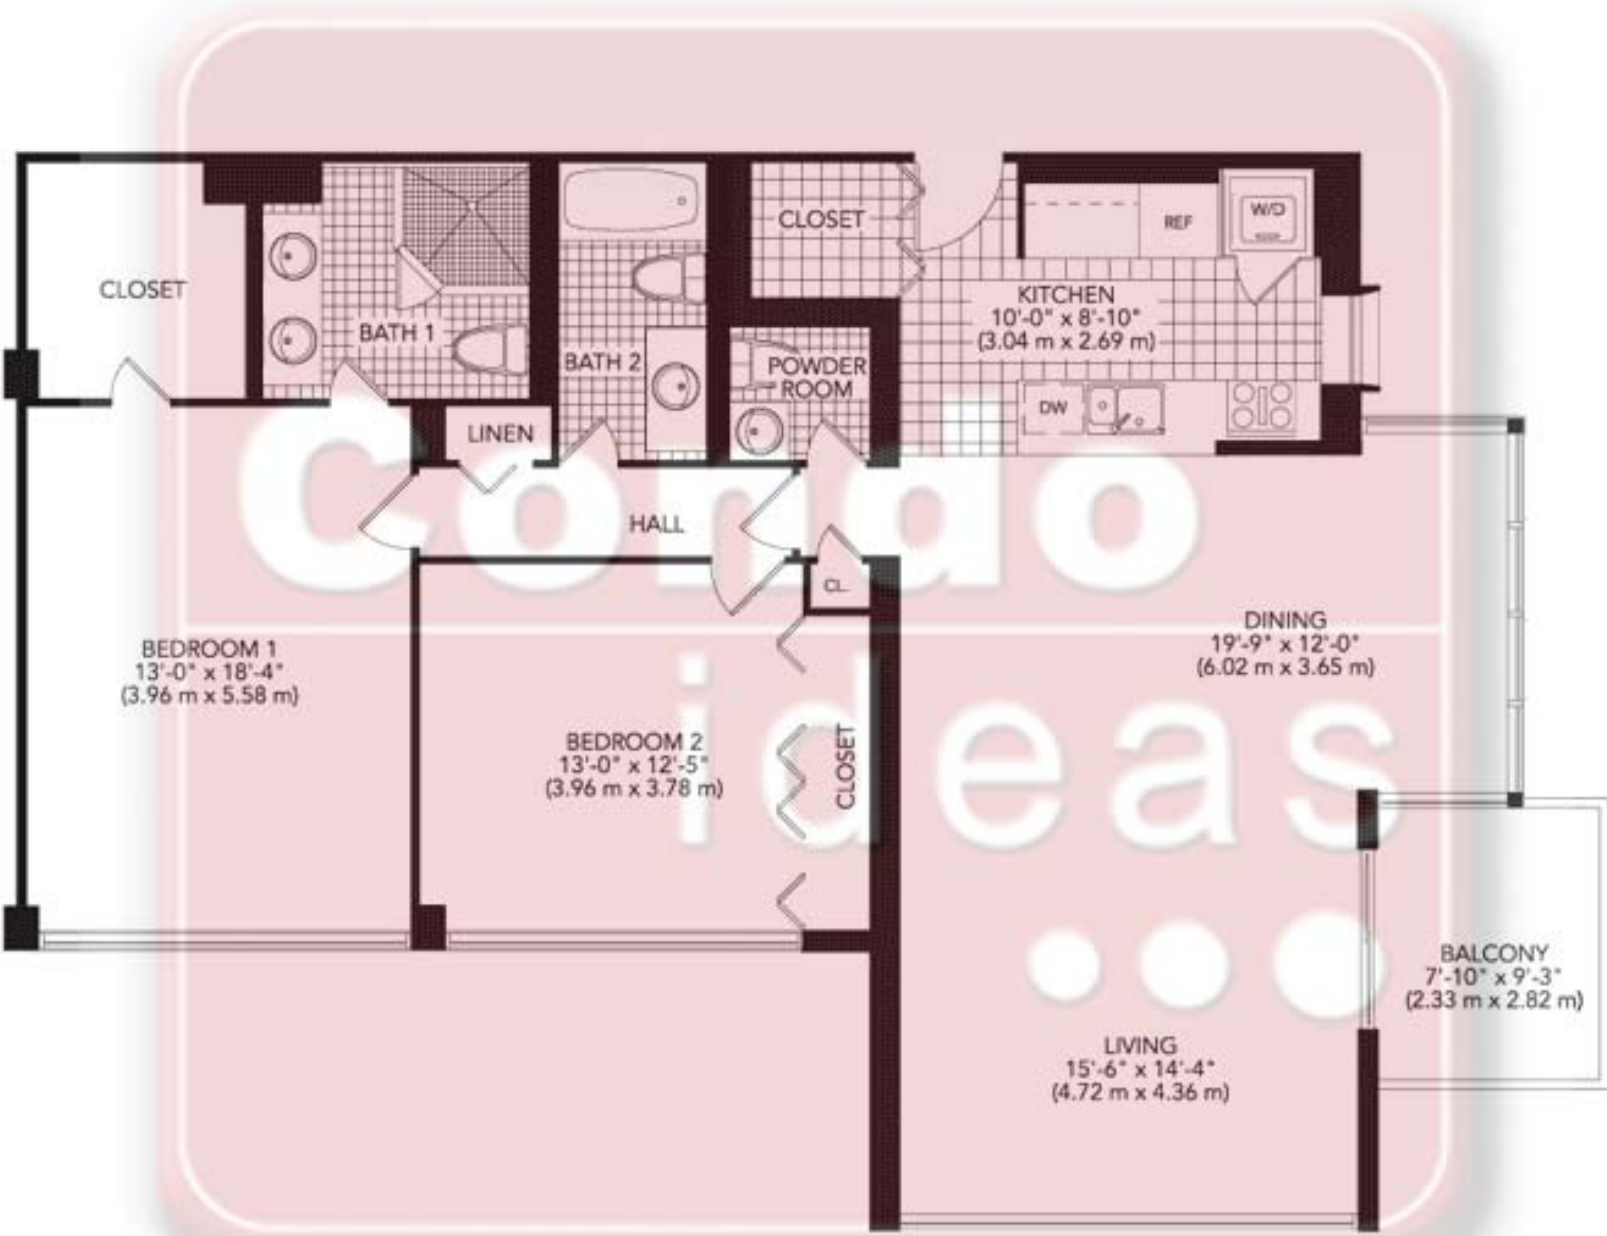 CLOSET
BATH 1
LINEN
BATH 2
CLOSET
POWDER
ROOM
REF
W/D
KITCHEN
10'-0" x 8'-10"
(3.04 m x 2.69 m)
DW
HALL
CL.
Condo
ideas
BEDROOM 1
13'-0" x 18'-4"
(3.96 m x 5.58 m)
BEDROOM 2
13'-0" x 12'-5"
(3.96 m x 3.78 m)
CLOSET
DINING
19'-9" x 12'-0"
(6.02 m x 3.65 m)
LIVING
15'-6" x 14'-4"
(4.72 m x 4.36 m)
BALCONY
7'-10" x 9'-3"
(2.33 m x 2.82 m)